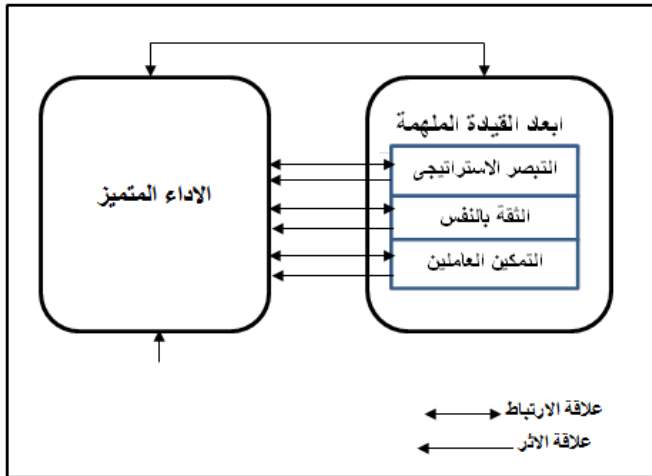 ابعاد القيادة الملهمة
التبصر الاستراتيجى
الثقة بالنفس
التمكين العاملين
الاداء المتميز
علاقة الارتباط
علاقة الاثر